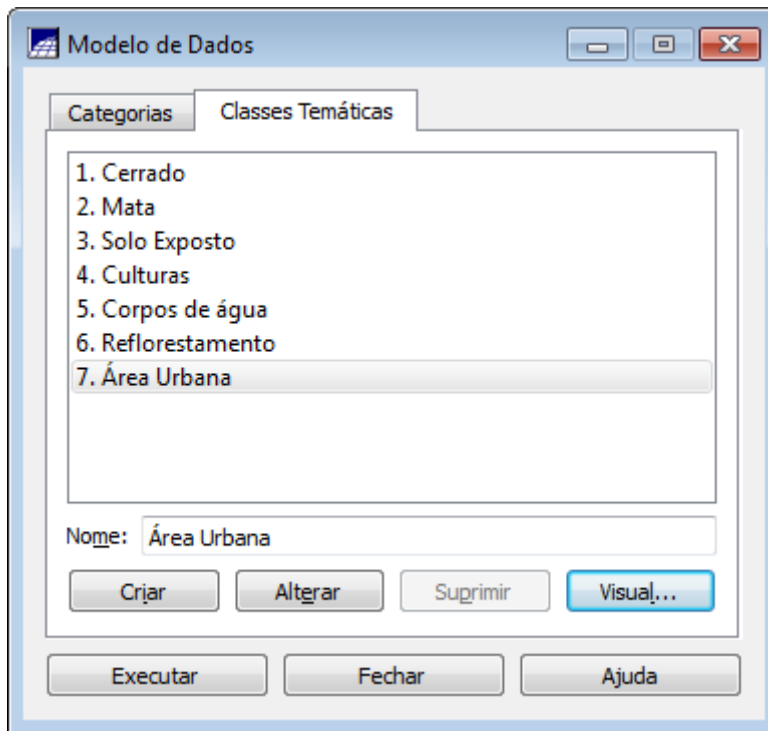 Modelo de Dados
Categorias Classes Temáticas
1. Cerrado
2. Mata
3. Solo Exposto
4. Culturas
5. Corpos de água
6. Reflorestamento
7. Área Urbana
Nome: Área Urbana
Criar Alterar Suprimir Visual...
Executar Fechar Ajuda